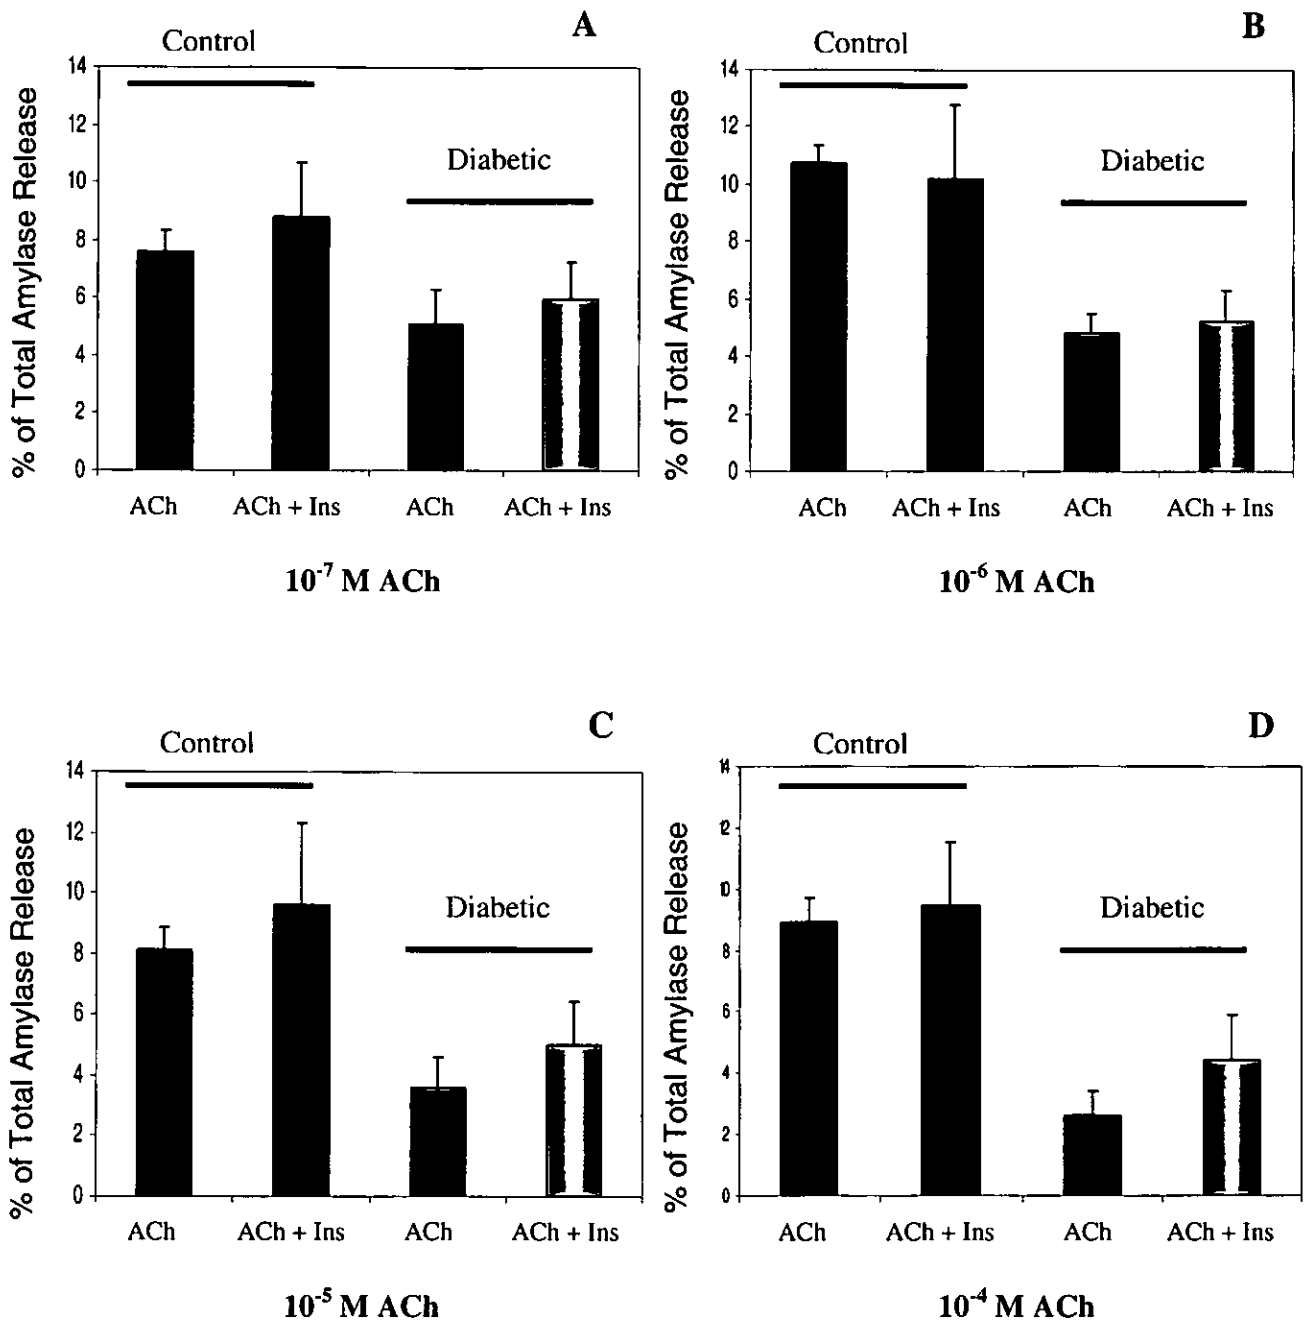 A
Control
14
12
10
8
6
4
2
0
% of Total Amylase Release
Diabetic
ACh ACh + Ins ACh ACh + Ins
10⁻⁷ M ACh
B
Control
14
12
10
8
6
4
2
0
% of Total Amylase Release
Diabetic
ACh ACh + Ins ACh ACh + Ins
10⁻⁶ M ACh
C
Control
14
12
10
8
6
4
2
0
% of Total Amylase Release
Diabetic
ACh ACh + Ins ACh ACh + Ins
10⁻⁵ M ACh
D
Control
14
12
10
8
6
4
2
0
% of Total Amylase Release
Diabetic
ACh ACh + Ins ACh ACh + Ins
10⁻⁴ M ACh